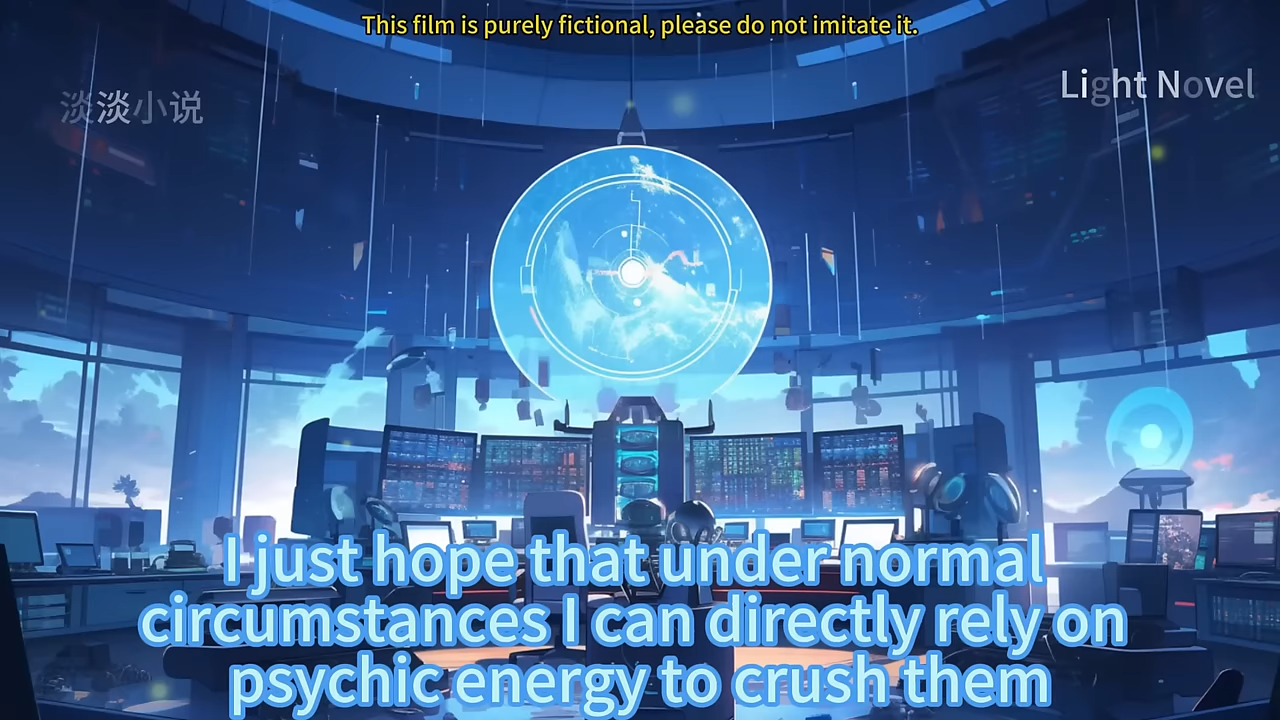 This film is purely fictional, please do not imitate it.
淡淡小说
Light Novel
I just hope that under normal
circumstances I can directly rely on
psychic energy to crush them